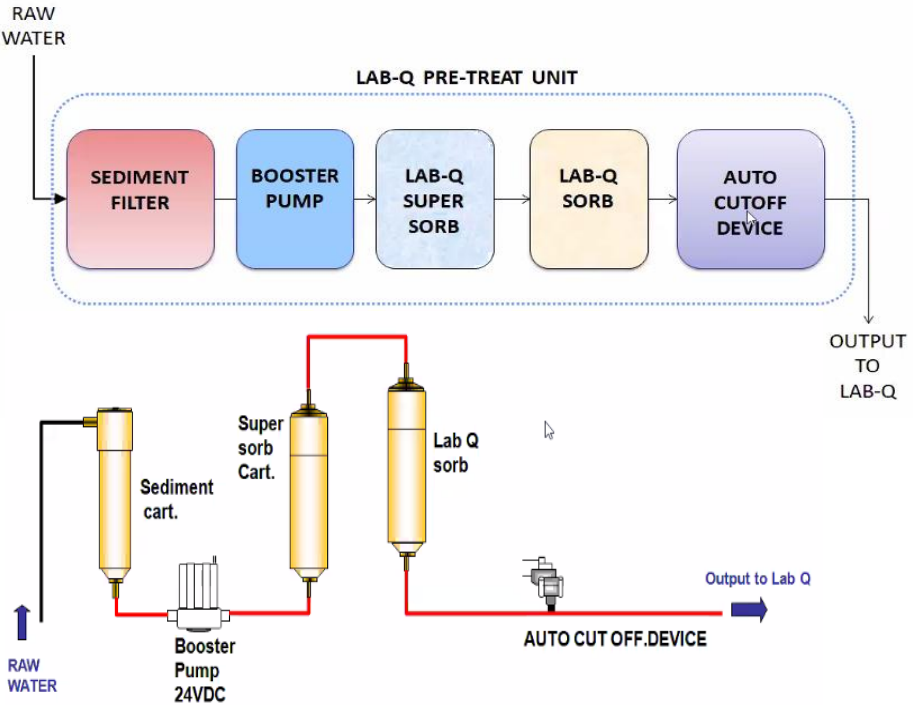 RAW
WATER
LAB-Q PRE-TREAT UNIT
SEDIMENT
FILTER
BOOSTER
PUMP
LAB-Q
SUPER
SORB
LAB-Q
SORB
AUTO
CUTOFF
DEVICE
OUTPUT
TO
LAB-Q
Sediment
cart.
Super
sorb
Cart.
Lab Q
sorb
Booster
Pump
24VDC
AUTO CUT OFF.DEVICE
Output to Lab Q
RAW
WATER